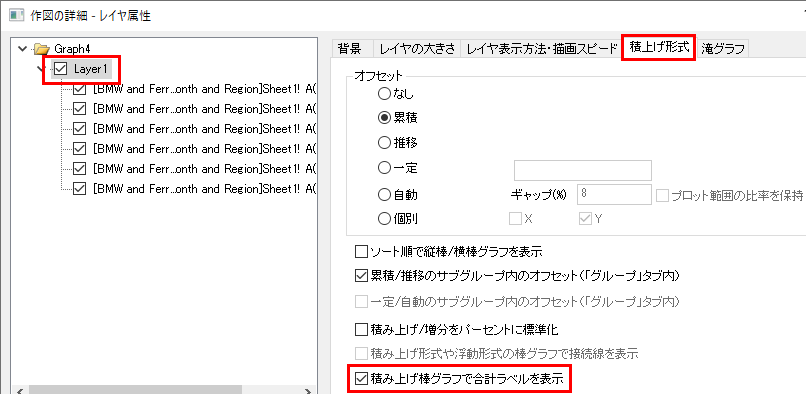 作図の詳細 - レイヤ属性
Graph4
Layer1
[BMW and Ferr...onth and Region]Sheet1! A(
[BMW and Ferr...onth and Region]Sheet1! A(
[BMW and Ferr...onth and Region]Sheet1! A(
[BMW and Ferr...onth and Region]Sheet1! A(
[BMW and Ferr...onth and Region]Sheet1! A(
[BMW and Ferr...onth and Region]Sheet1! A(
背景 レイヤの大きさ レイヤ表示方法・描画スピード 積上げ形式 滝グラフ
オフセット
なし
累積
推移
一定
自動 ギャップ(%) 8 プロット範囲の比率を保持
個別 X Y
ソート順で縦棒/横棒グラフを表示
累積/推移のサブグループ内のオフセット(「グループ」タブ内)
一定/自動のサブグループ内のオフセット(「グループ」タブ内)
積み上げ/増分をパーセントに標準化
積み上げ形式や浮動形式の棒グラフで接続線を表示
積み上げ棒グラフで合計ラベルを表示